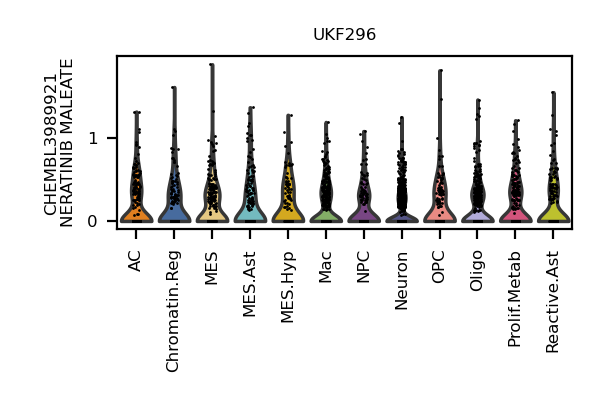 UKF296
CHEMBL3989921
NERATINIB MALEATE
1
0
AC
Chromatin.Reg
MES
MES.Ast
MES.Hyp
Mac
NPC
Neuron
OPC
Oligo
Prolif.Metab
Reactive.Ast